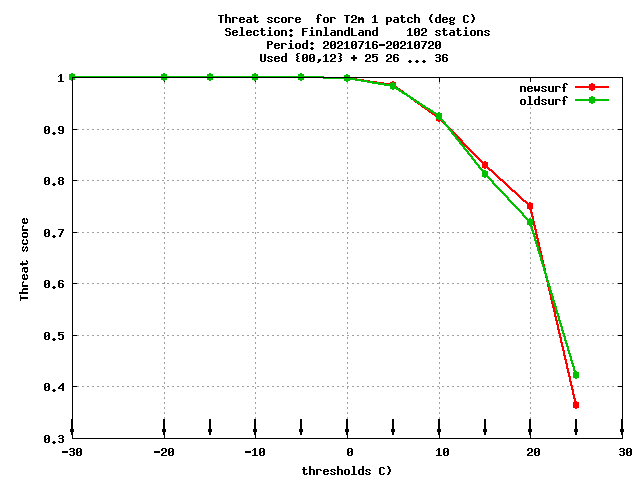 Threat score  for T2m 1 patch (deg C)
Selection: FinlandLand    102 stations
Period: 20210716-20210720
Used {00,12} + 25 26 ... 36
newsurf
oldsurf
1
0.9
0.8
0.7
0.6
0.5
0.4
0.3
Threat score
-30 -20 -10 0 10 20 30
thresholds C)